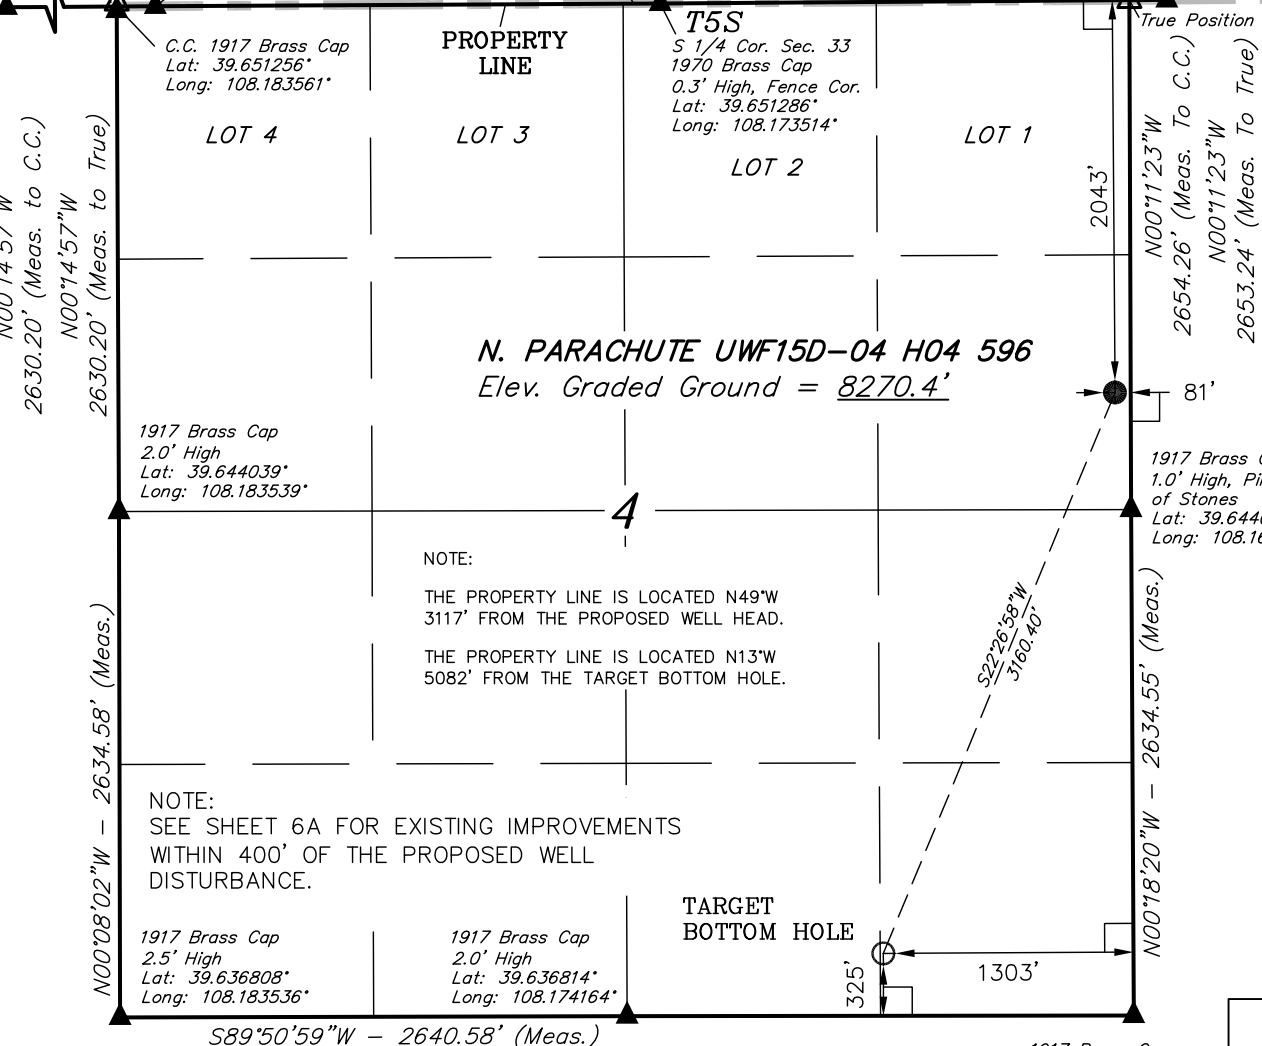 T5S
True Position
C.C. 1917 Brass Cap
Lat: 39.651256°
Long: 108.183561°
PROPERTY
LINE
S 1/4 Cor. Sec. 33
1970 Brass Cap
0.3' High, Fence Cor.
Lat: 39.651286°
Long: 108.173514°
LOT 4
LOT 3
LOT 2
LOT 1
N00°14'57"W
2630.20' (Meas. to C.C.)
N00°14'57"W
2630.20' (Meas. to True)
2043'
N00°11'23"W
2654.26' (Meas. To C.C.)
N00°11'23"W
2653.24' (Meas. To True)
N. PARACHUTE UWF15D-04 H04 596
Elev. Graded Ground = 8270.4'
81'
1917 Brass Cap
2.0' High
Lat: 39.644039°
Long: 108.183539°
1917 Brass
1.0' High,
of Stones
Lat:
Long:
4
NOTE:
THE PROPERTY LINE IS LOCATED N49°W
3117' FROM THE PROPOSED WELL HEAD.
THE PROPERTY LINE IS LOCATED N13°W
5082' FROM THE TARGET BOTTOM HOLE.
S22°26'58"W
3160.40'
N00°08'02"W - 2634.58' (Meas.)
N00°18'20"W - 2634.55' (Meas.)
NOTE:
SEE SHEET 6A FOR EXISTING IMPROVEMENTS
WITHIN 400' OF THE PROPOSED WELL
DISTURBANCE.
TARGET
BOTTOM HOLE
1303'
325'
1917 Brass Cap
2.5' High
Lat: 39.636808°
Long: 108.183536°
1917 Brass Cap
2.0' High
Lat: 39.636814°
Long: 108.174164°
S89°50'59"W - 2640.58' (Meas.)